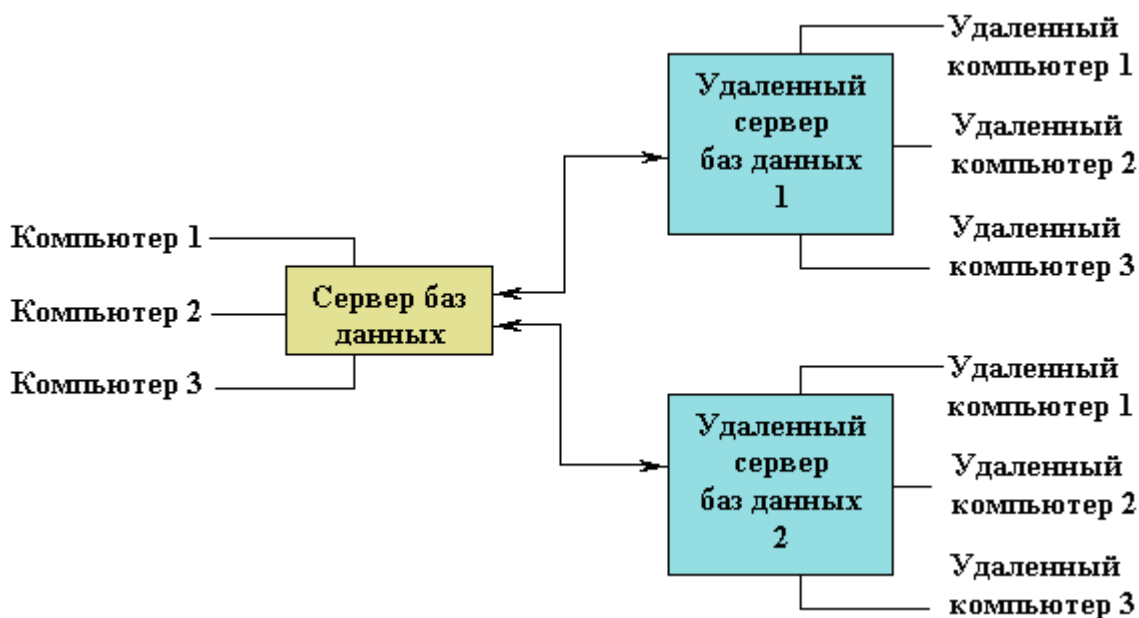 Компьютер 1
Компьютер 2
Компьютер 3
Сервер баз
данных
Удаленный
сервер
баз данных
1
Удаленный
компьютер 1
Удаленный
компьютер 2
Удаленный
компьютер 3
Удаленный
сервер
баз данных
2
Удаленный
компьютер 1
Удаленный
компьютер 2
Удаленный
компьютер 3